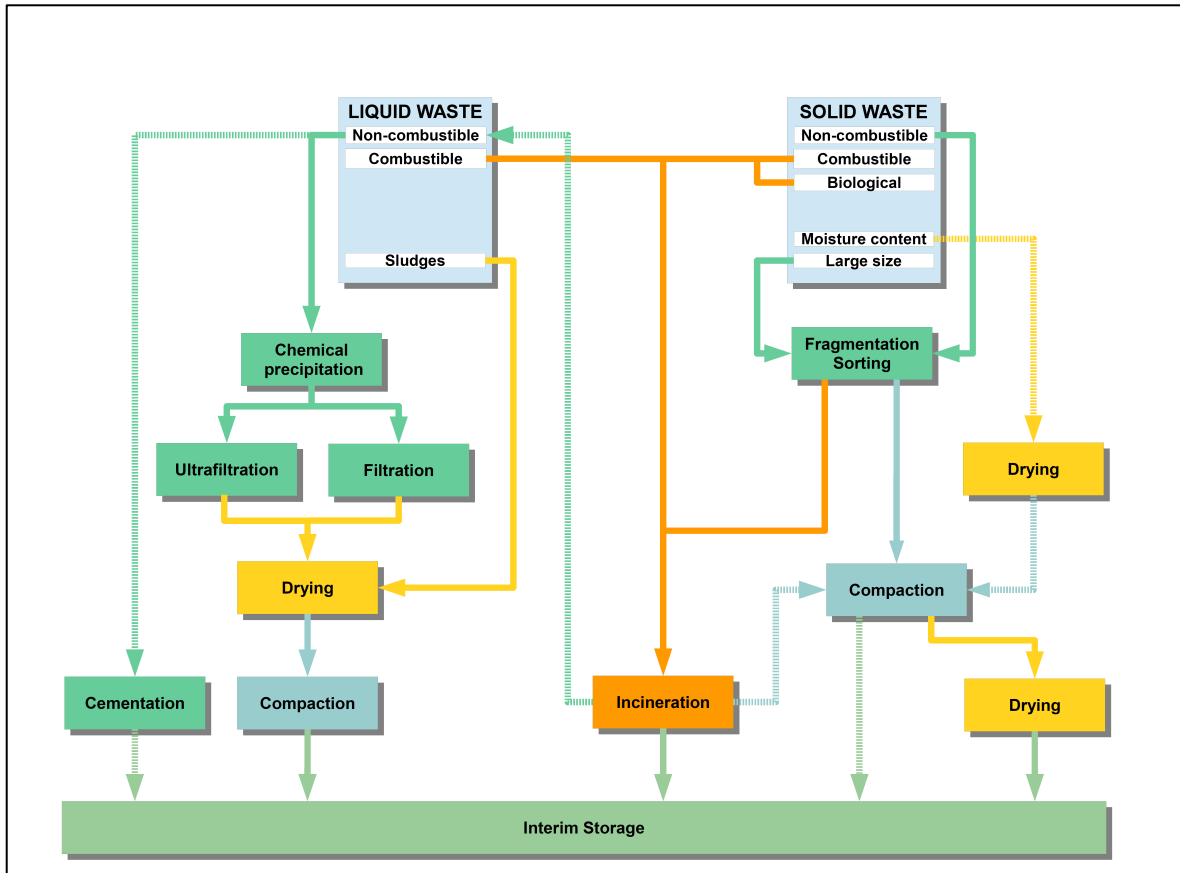 LIQUID WASTE
Non-combustible
Combustible
Sludges
SOLID WASTE
Non-combustible
Combustible
Biological
Moisture content
Large size
Chemical
precipitation
Fragmentation
Sorting
Ultrafiltration
Filtration
Drying
Drying
Compaction
Cementation
Compaction
Incineration
Drying
Interim Storage